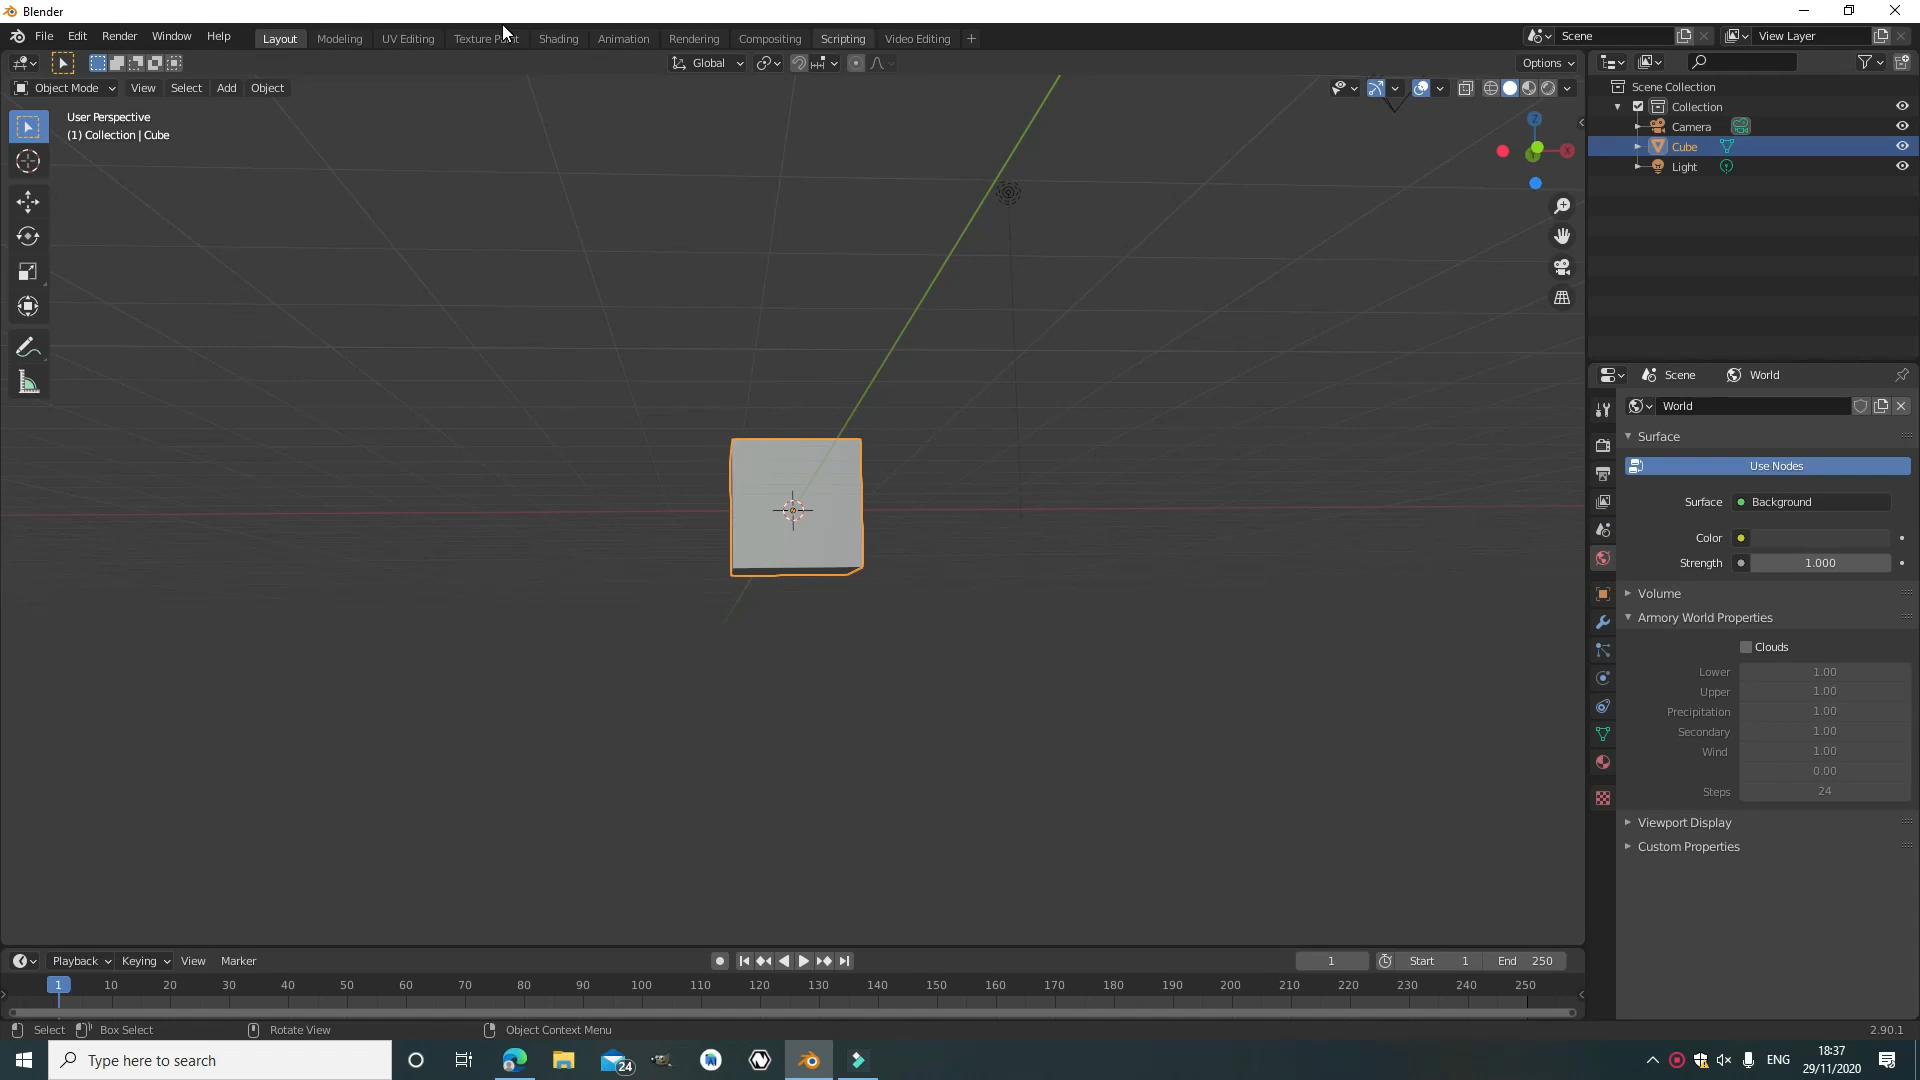 Blender
File Edit Render Window Help Layout Modeling UV Editing Texture Paint Shading Animation Rendering Compositing Scripting Video Editing + Scene View Layer
Global Options
Object Mode View Select Add Object
User Perspective
(1) Collection | Cube
Z
X
Y
Scene Collection
Collection
Camera
Cube
Light
Scene World
World
Surface
Use Nodes
Surface Background
Color
Strength 1.000
Volume
Armory World Properties
Clouds
Lower 1.00
Upper 1.00
Precipitation 1.00
Secondary 1.00
Wind 1.00
0.00
Steps 24
Viewport Display
Custom Properties
Playback Keying View Marker 1 Start 1 End 250
1 10 20 30 40 50 60 70 80 90 100 110 120 130 140 150 160 170 180 190 200 210 220 230 240 250
Select Box Select Rotate View Object Context Menu 2.90.1
Type here to search 24 ENG 18:37
29/11/2020